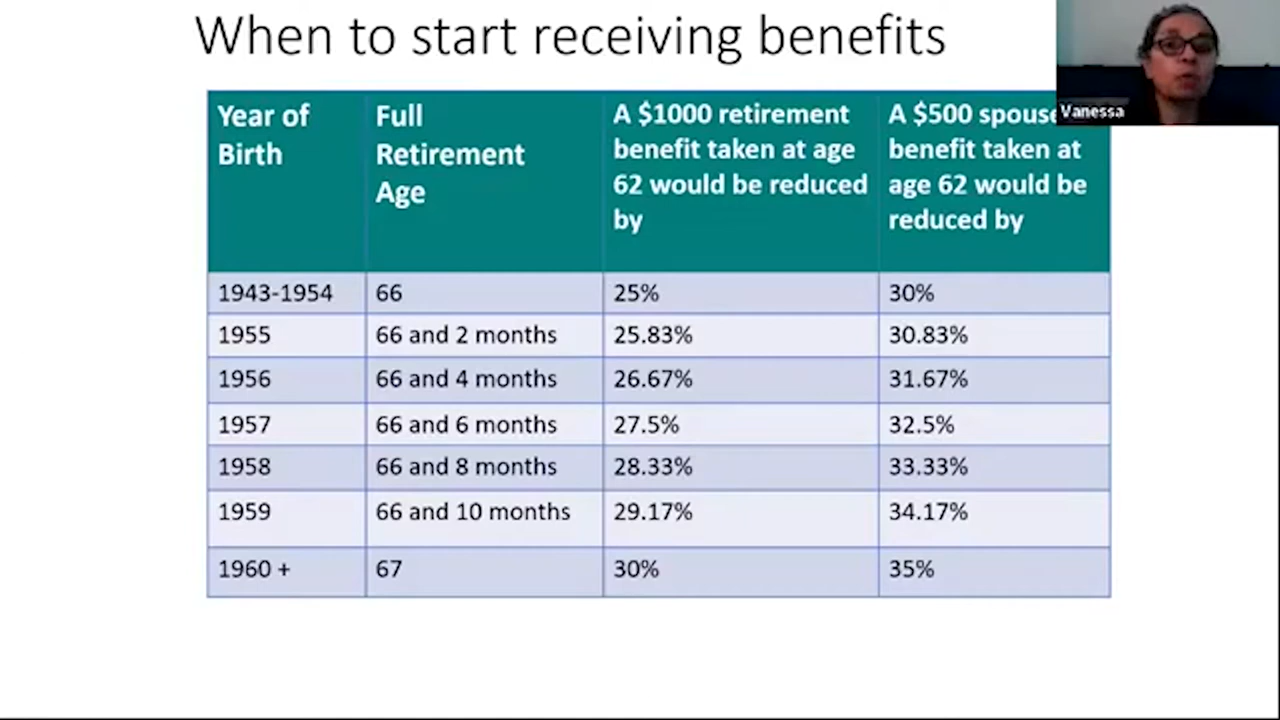 When to start receiving benefits
Vanessa
Year of
Birth
Full
Retirement
Age
A $1000 retirement
benefit taken at age
62 would be reduced
by
A $500 spouse
benefit taken at
age 62 would be
reduced by
1943-1954 66 25% 30%
1955 66 and 2 months 25.83% 30.83%
1956 66 and 4 months 26.67% 31.67%
1957 66 and 6 months 27.5% 32.5%
1958 66 and 8 months 28.33% 33.33%
1959 66 and 10 months 29.17% 34.17%
1960 + 67 30% 35%